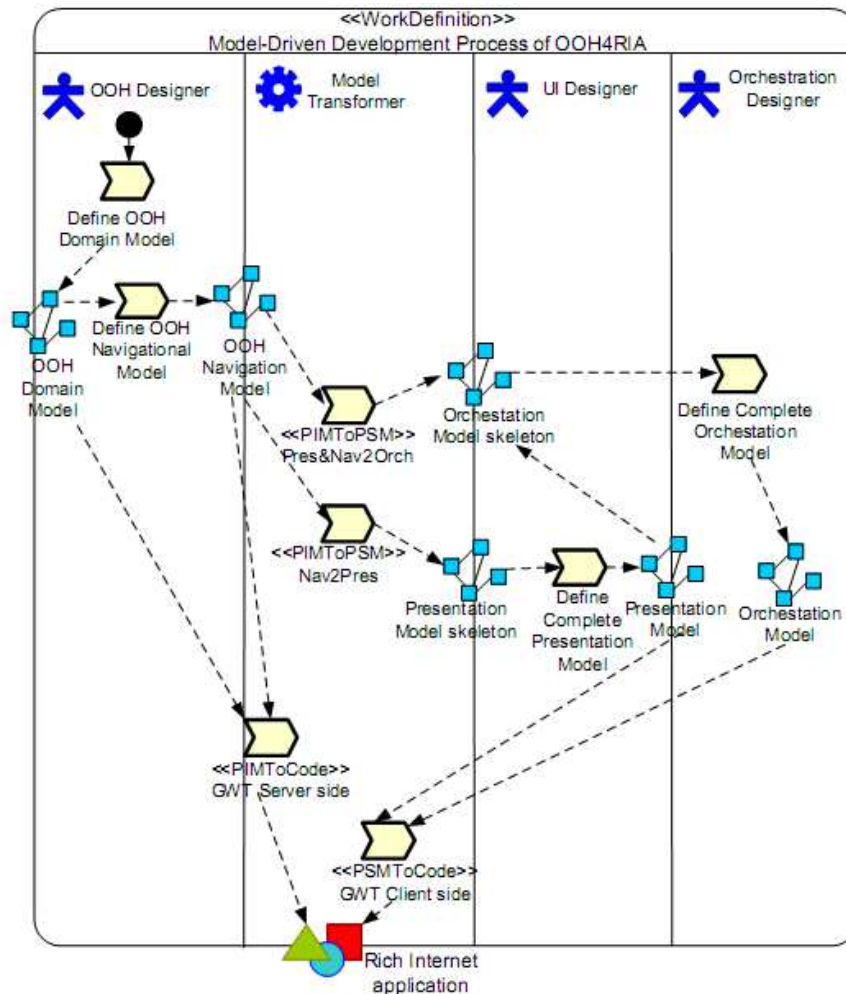 <<WorkDefinition>>
Model-Driven Development Process of OOH4RIA
OOH Designer
Model
Transformer
UI Designer
Orchestration
Designer
Define OOH
Domain Model
OOH
Domain
Model
Define OOH
Navigational
Model
OOH
Navigation
Model
<<PIMToPSM>>
Pres&Nav2Orch
Orchestation
Model skeleton
Define Complete
Orchestation
Model
<<PIMToPSM>>
Nav2Pres
Presentation
Model skeleton
Define
Complete
Presentation
Model
Presentation
Model
Orchestation
Model
<<PIMToCode>>
GWT Server side
<<PSMToCode>>
GWT Client side
Rich Internet
application